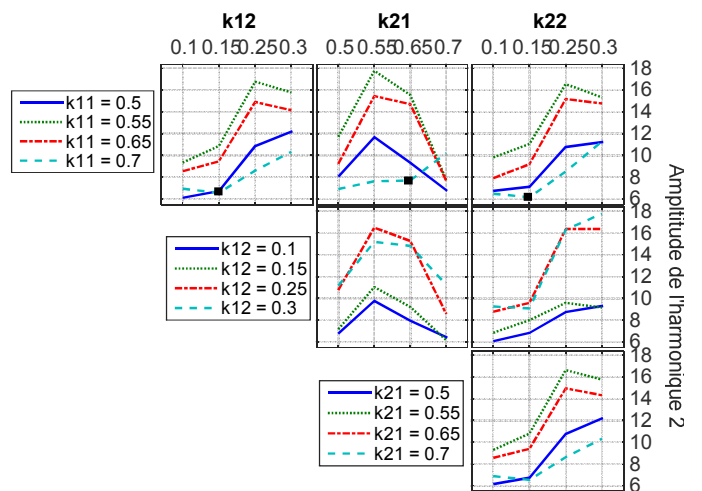 k12 k21 k22
0.1 0.15 0.25 0.3 0.5 0.55 0.65 0.7 0.1 0.15 0.25 0.3
k11 = 0.5
k11 = 0.55
k11 = 0.65
k11 = 0.7
18
16
14
12
10
8
6
k12 = 0.1
k12 = 0.15
k12 = 0.25
k12 = 0.3
18
16
14
12
10
8
6
k21 = 0.5
k21 = 0.55
k21 = 0.65
k21 = 0.7
18
16
14
12
10
8
6
Ampltitude de l'harmonique 2